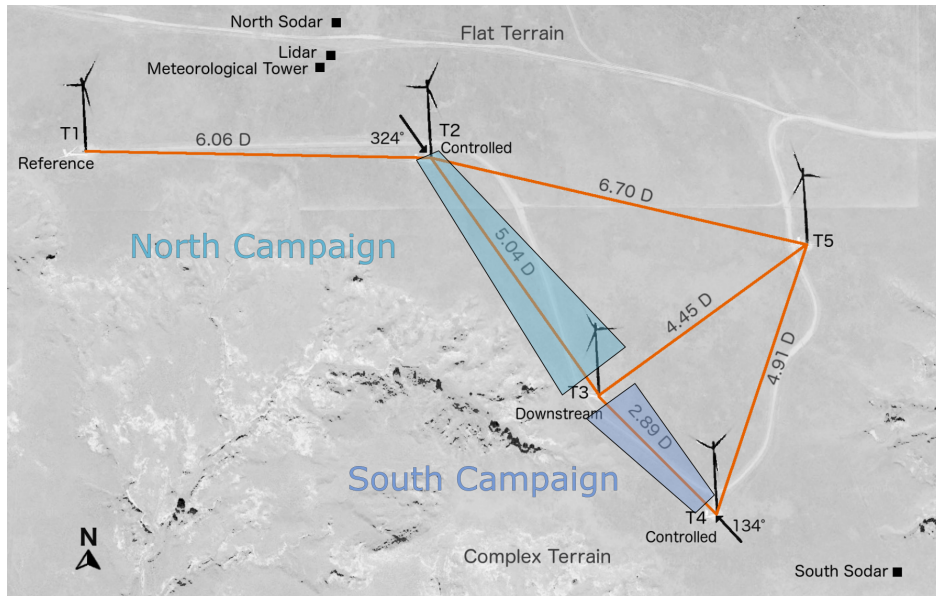 North Sodar
Flat Terrain
Lidar
Meteorological Tower
T1
6.06 D
324°
T2
Controlled
Reference
6.70 D
North Campaign
5.04 D
T5
4.45 D
4.91 D
T3
Downstream
2.89 D
South Campaign
T4
134°
Controlled
N
Complex Terrain
South Sodar